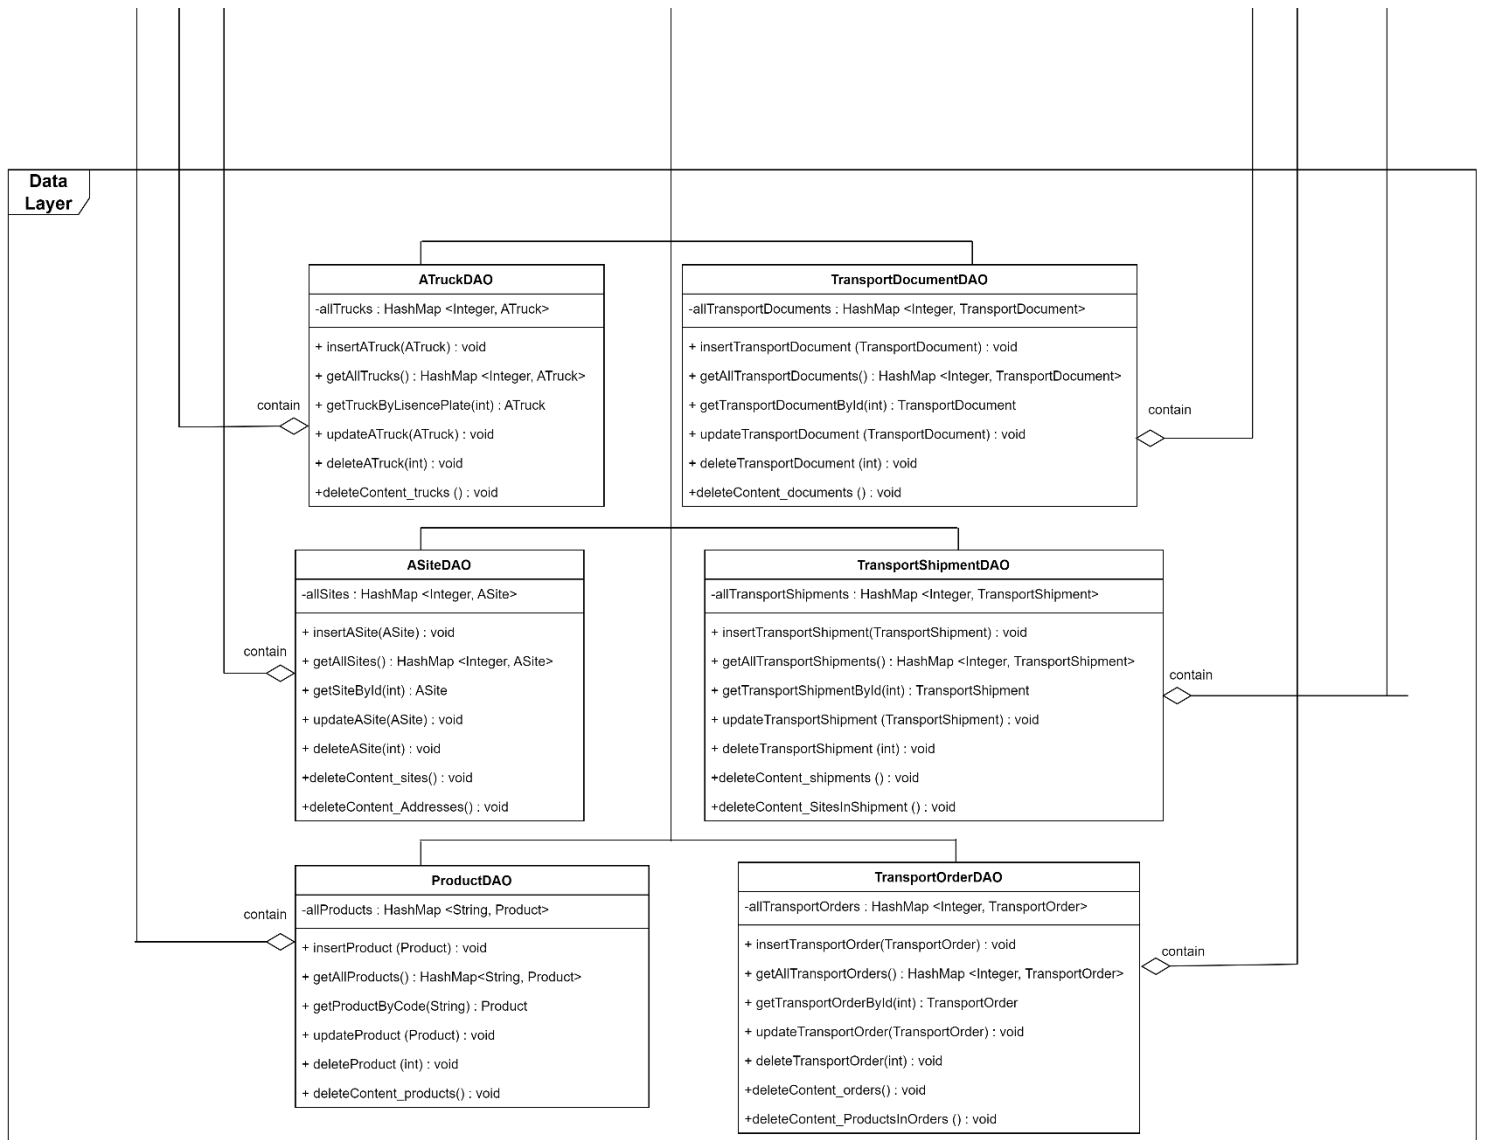 Data
Layer
ATruckDAO
-allTrucks : HashMap <Integer, ATruck>
+ insertATruck(ATruck) : void
+ getAllTrucks() : HashMap <Integer, ATruck>
+ getTruckByLisencePlate(int) : ATruck
+ updateATruck(ATruck) : void
+ deleteATruck(int) : void
+deleteContent_trucks () : void
contain
TransportDocumentDAO
-allTransportDocuments : HashMap <Integer, TransportDocument>
+ insertTransportDocument (TransportDocument) : void
+ getAllTransportDocuments() : HashMap <Integer, TransportDocument>
+ getTransportDocumentById(int) : TransportDocument
+ updateTransportDocument (TransportDocument) : void
+ deleteTransportDocument (int) : void
+deleteContent_documents () : void
contain
ASiteDAO
-allSites : HashMap <Integer, ASite>
+ insertASite(ASite) : void
+ getAllSites() : HashMap <Integer, ASite>
+ getSiteById(int) : ASite
+ updateASite(ASite) : void
+ deleteASite(int) : void
+deleteContent_sites() : void
+deleteContent_Addresses() : void
contain
TransportShipmentDAO
-allTransportShipments : HashMap <Integer, TransportShipment>
+ insertTransportShipment(TransportShipment) : void
+ getAllTransportShipments() : HashMap <Integer, TransportShipment>
+ getTransportShipmentById(int) : TransportShipment
+ updateTransportShipment (TransportShipment) : void
+ deleteTransportShipment (int) : void
+deleteContent_shipments () : void
+deleteContent_SitesInShipment () : void
contain
ProductDAO
-allProducts : HashMap <String, Product>
+ insertProduct (Product) : void
+ getAllProducts() : HashMap<String, Product>
+ getProductByCode(String) : Product
+ updateProduct (Product) : void
+ deleteProduct (int) : void
+ deleteContent_products() : void
contain
TransportOrderDAO
-allTransportOrders : HashMap <Integer, TransportOrder>
+ insertTransportOrder(TransportOrder) : void
+ getAllTransportOrders() : HashMap <Integer, TransportOrder>
+ getTransportOrderById(int) : TransportOrder
+ updateTransportOrder(TransportOrder) : void
+ deleteTransportOrder(int) : void
+deleteContent_orders() : void
+deleteContent_ProductsInOrders () : void
contain